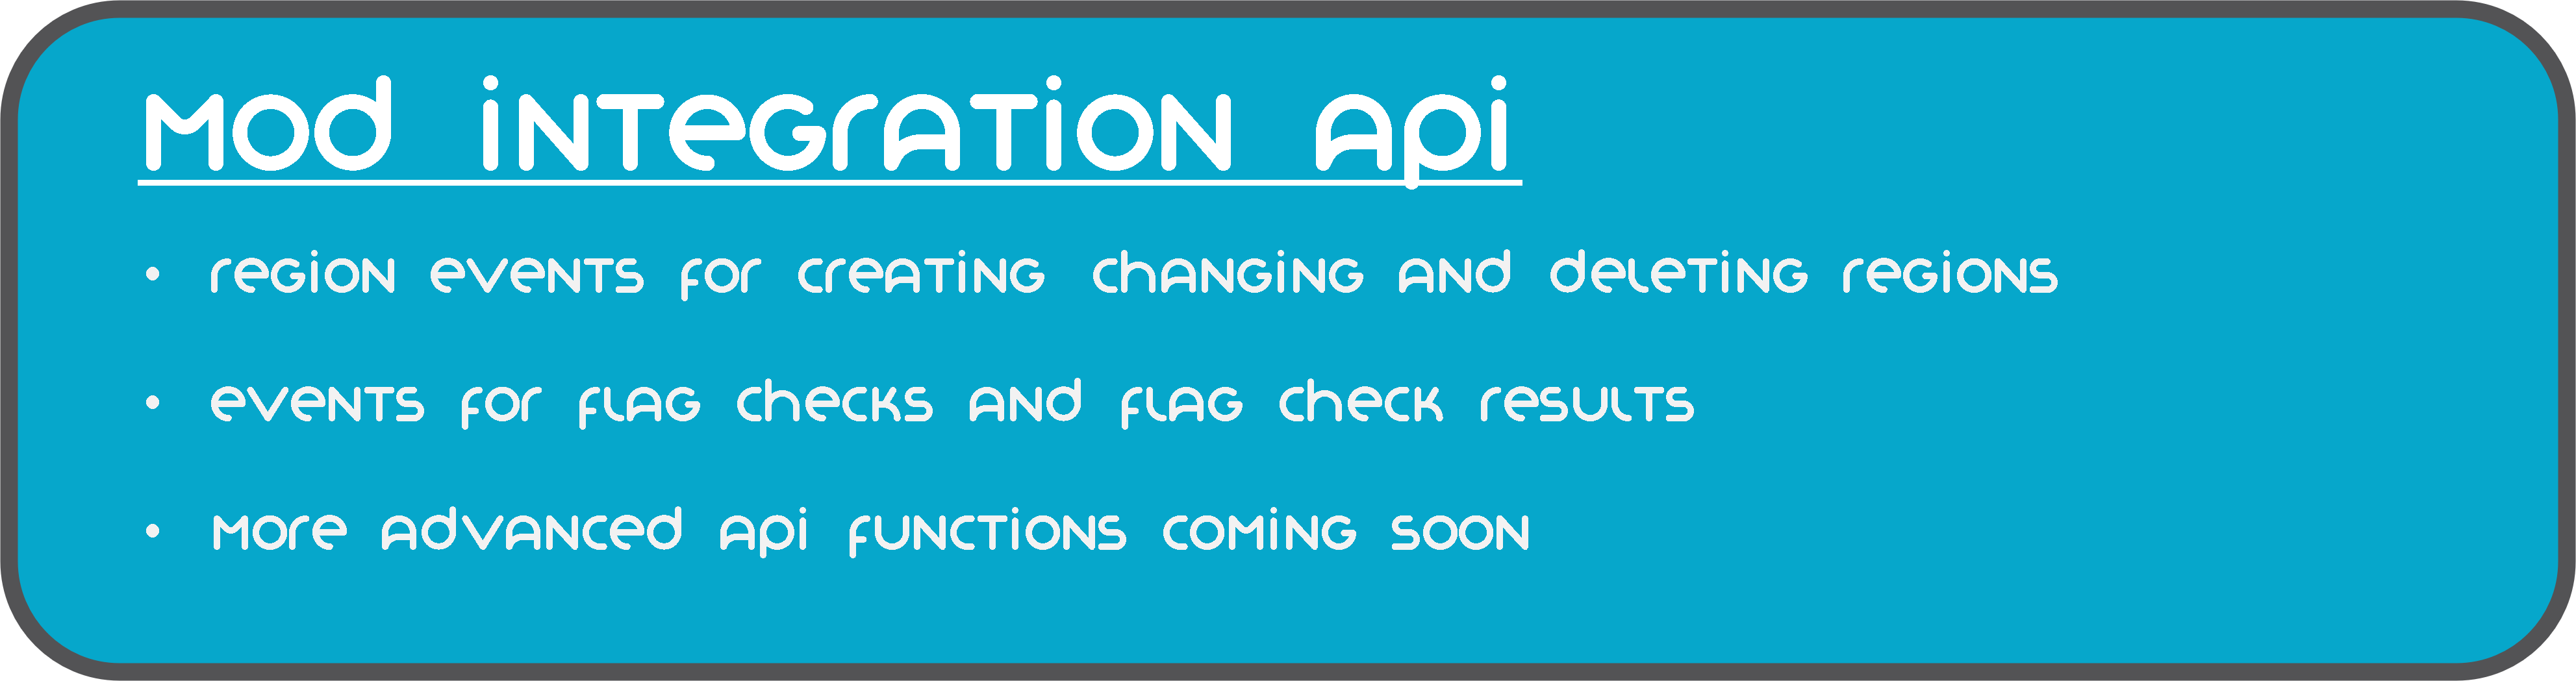 Mod integration api
• region events for creating changing and deleting regions
• events for flag checks and flag check results
• more advanced api functions coming soon